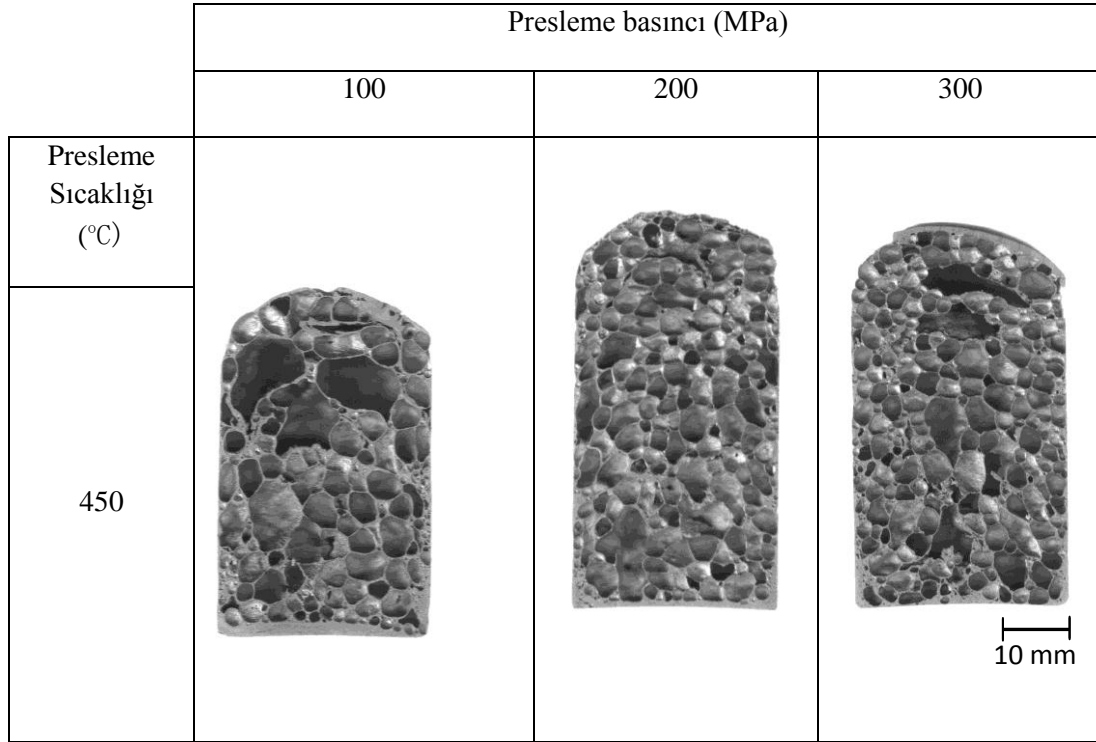 Presleme basıncı (MPa)
100 200 300
Presleme
Sıcaklığı
(°C)
450
10 mm